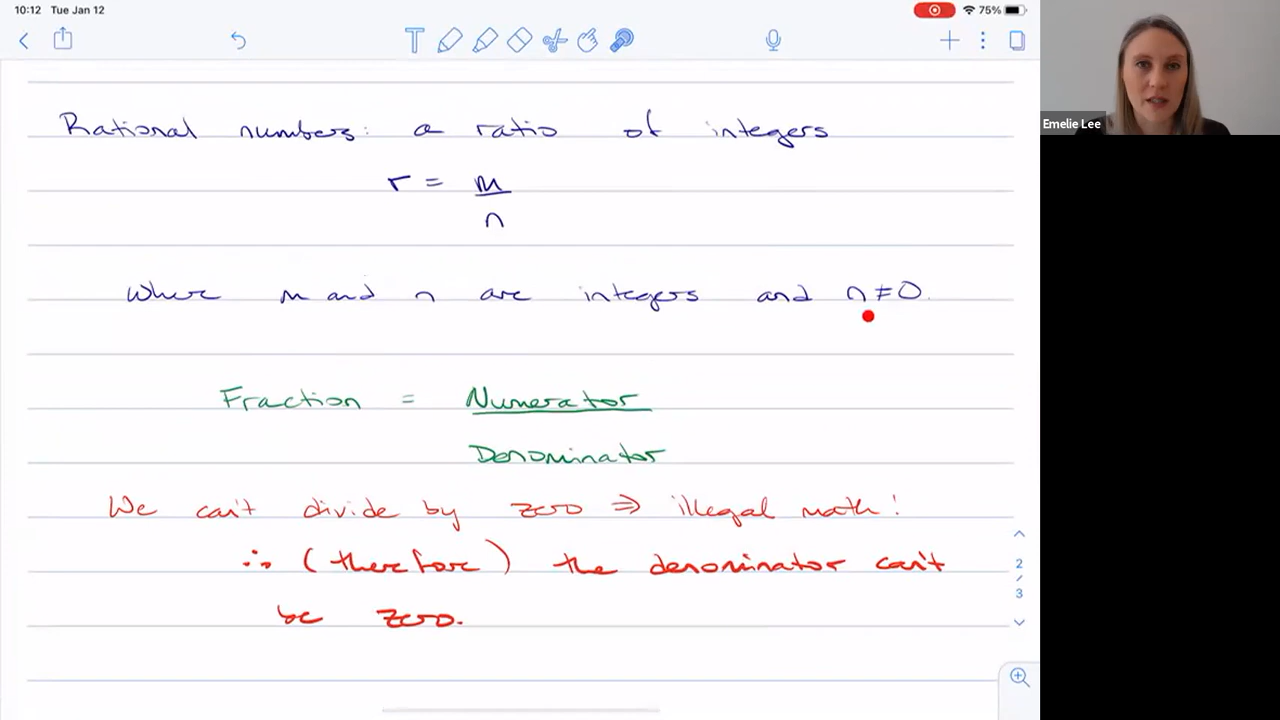 10:12 Tue Jan 12
75%
Emelie Lee
Rational numbers: a ratio of integers
r = m
n
Where m and n are integers and n≠0.
Fraction = Numerator
Denominator
We can't divide by zero ⇒ illegal math!
∴ (therefore) the denominator can't
be zero.
2
/
3